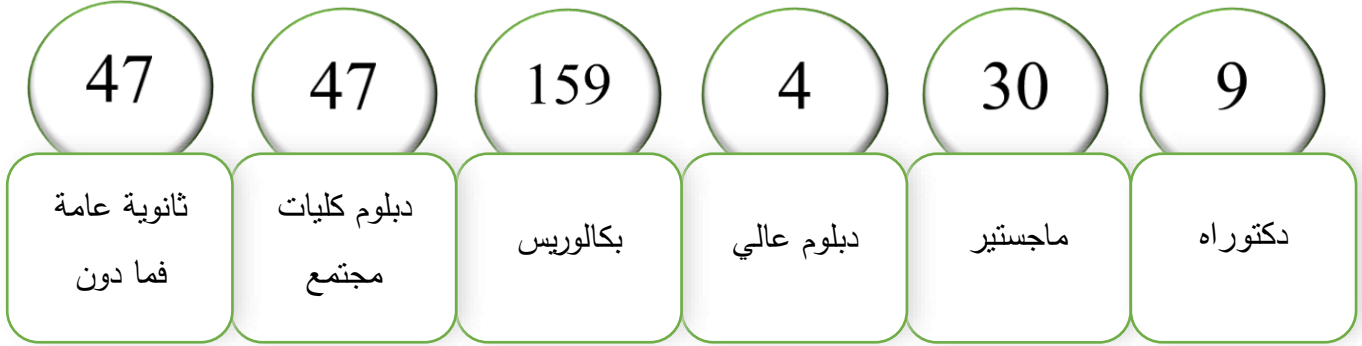 9
دكتوراه
30
ماجستير
4
دبلوم عالي
159
بكالوريس
47
دبلوم كليات
مجتمع
47
ثانوية عامة
فما دون